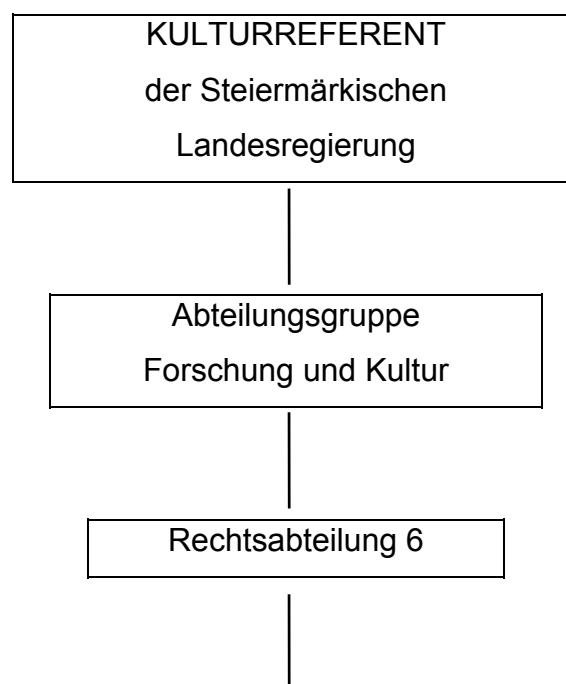 KULTURREFERENT
der Steiermärkischen
Landesregierung
Abteilungsgruppe
Forschung und Kultur
Rechtsabteilung 6